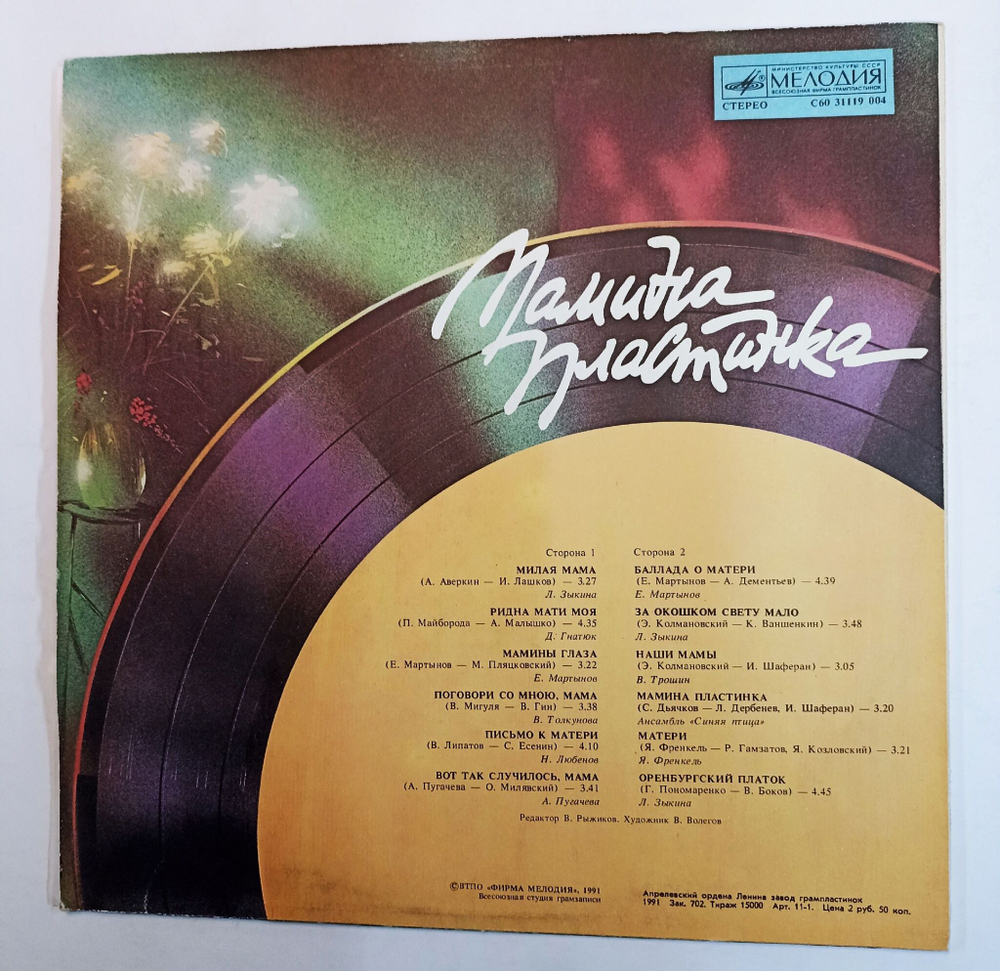 МИНИСТЕРСТВО КУЛЬТУРЫ СССР
МЕЛОДИЯ
ВСЕСОЮЗНАЯ ФИРМА ГРАМПЛАСТИНОК
СТЕРЕО С60 31119 004
Мамина
пластинка
Сторона 1
МИЛАЯ МАМА
(А. Аверкин — И. Лашков) — 3.27
Л. Зыкина
РИДНА МАТИ МОЯ
(П. Майборода — А. Малышко) — 4.35
Д. Гнатюк
МАМИНЫ ГЛАЗА
(Е. Мартынов — М. Пляцковский) — 3.22
Е. Мартынов
ПОГОВОРИ СО МНОЮ, МАМА
(В. Мигуля — В. Гин) — 3.38
В. Толкунова
ПИСЬМО К МАТЕРИ
(В. Липатов — С. Есенин) — 4.10
Н. Любенов
ВОТ ТАК СЛУЧИЛОСЬ, МАМА
(А. Пугачева — О. Милявский) — 3.41
А. Пугачева
Сторона 2
БАЛЛАДА О МАТЕРИ
(Е. Мартынов — А. Дементьев) — 4.39
Е. Мартынов
ЗА ОКОШКОМ СВЕТУ МАЛО
(Э. Колмановский — К. Ваншенкин) — 3.48
Л. Зыкина
НАШИ МАМЫ
(Э. Колмановский — И. Шаферан) — 3.05
В. Трошин
МАМИНА ПЛАСТИНКА
(С. Дьячков — Л. Дербенев, И. Шаферан) — 3.20
Ансамбль «Синяя птица»
МАТЕРИ
(Я. Френкель — Р. Гамзатов, Я. Козловский) — 3.21
Я. Френкель
ОРЕНБУРГСКИЙ ПЛАТОК
(Г. Пономаренко — В. Боков) — 4.45
Л. Зыкина
Редактор В. Рыжиков. Художник В. Волегов
©ВТПО «ФИРМА МЕЛОДИЯ», 1991
Всесоюзная студия грамзаписи
Апрелевский ордена Ленина завод грампластинок
1991 Зак. 702. Тираж 15000 Арт. 11-1. Цена 2 руб. 50 коп.